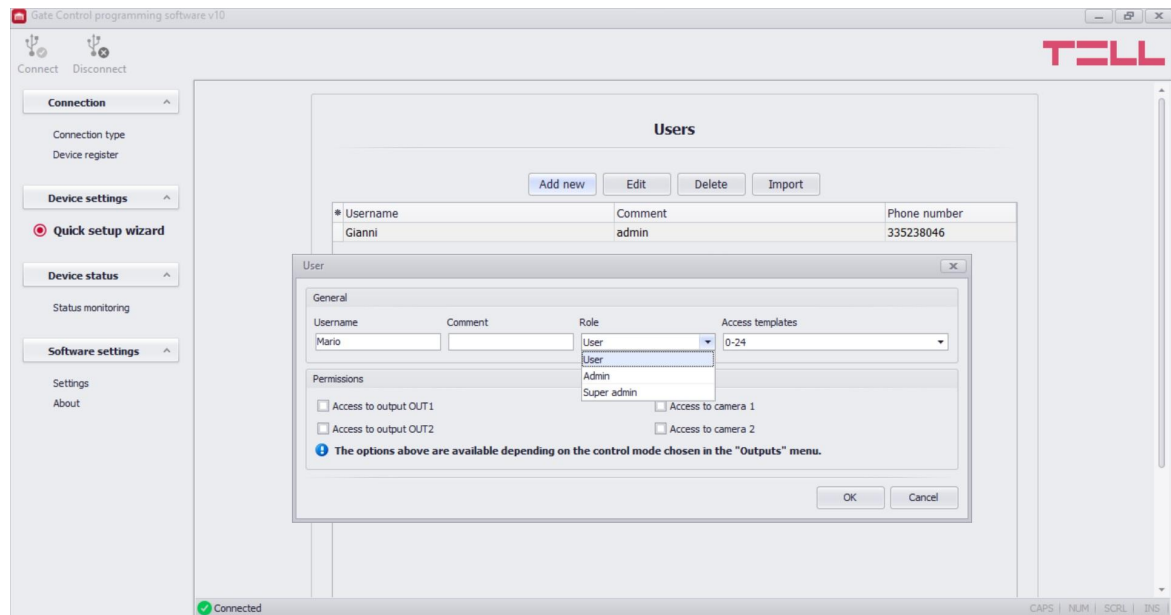 Gate Control programming software v10
Connect Disconnect
TELL
Connection
Connection type
Device register
Device settings
Quick setup wizard
Device status
Status monitoring
Software settings
Settings
About
Users
Add new Edit Delete Import
Username Comment Phone number
Gianni admin 335238046
User
General
Username Comment Role Access templates
Mario User 0-24
User
Admin
Super admin
Permissions
Access to output OUT1 Access to camera 1
Access to output OUT2 Access to camera 2
The options above are available depending on the control mode chosen in the "Outputs" menu.
OK Cancel
Connected CAPS | NUM | SCRL | INS